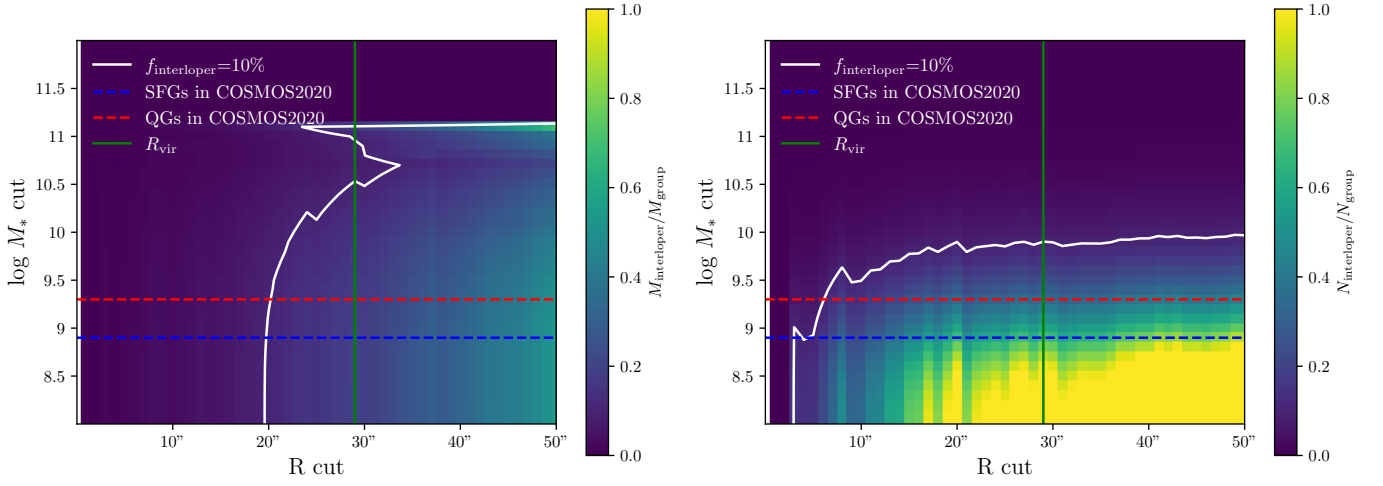 f_interloper=10%
SFGs in COSMOS2020
QGs in COSMOS2020
R_vir
11.5
11
10.5
10
9.5
9
8.5
10”
20”
30”
40”
50”
R cut
log M_* cut
1.0
0.8
0.6
0.4
0.2
0.0
M_interloper/M_group
f_interloper=10%
SFGs in COSMOS2020
QGs in COSMOS2020
R_vir
11.5
11
10.5
10
9.5
9
8.5
10”
20”
30”
40”
50”
R cut
log M_* cut
1.0
0.8
0.6
0.4
0.2
0.0
N_interloper/N_group